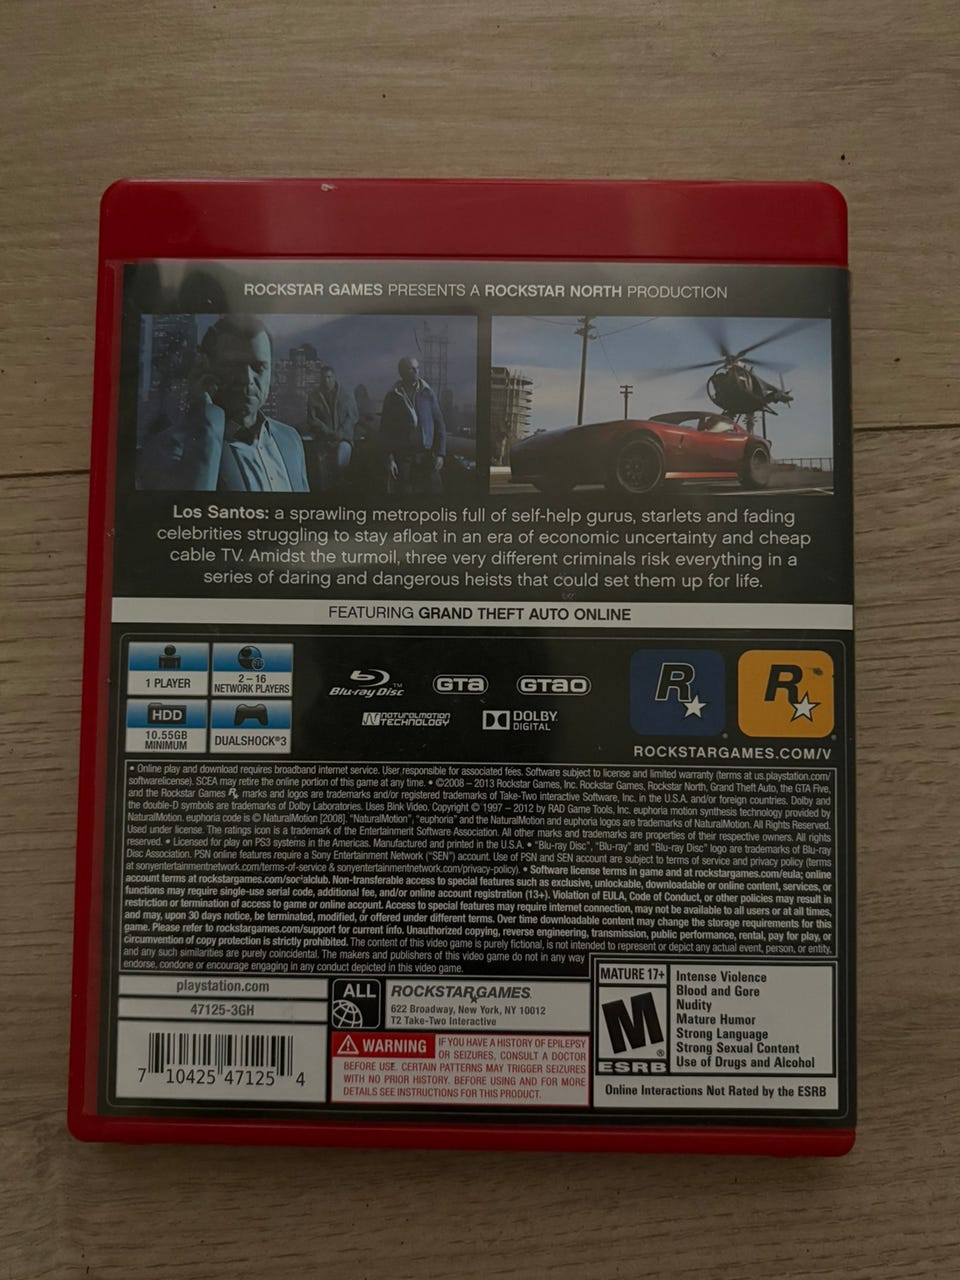 ROCKSTAR GAMES PRESENTS A ROCKSTAR NORTH PRODUCTION
Los Santos: a sprawling metropolis full of self-help gurus, starlets and fading
celebrities struggling to stay afloat in an era of economic uncertainty and cheap
cable TV. Amidst the turmoil, three very different criminals risk everything in a
series of daring and dangerous heists that could set them up for life.
FEATURING GRAND THEFT AUTO ONLINE
1 PLAYER
2 – 16
NETWORK PLAYERS
HDD
10.55GB
MINIMUM
DUALSHOCK®3
Blu-ray Disc™
GTA
GTAO
NATURALMOTION
TECHNOLOGY
DOLBY
DIGITAL
R
R
ROCKSTARGAMES.COM/V
• Online play and download requires broadband internet service. User responsible for associated fees. Software subject to license and limited warranty (terms at us.playstation.com/
softwarelicense). SCEA may retire the online portion of this game at any time. • ©2008 – 2013 Rockstar Games, Inc. Rockstar Games, Rockstar North, Grand Theft Auto, the GTA Five,
and the Rockstar Games R marks and logos are trademarks and/or registered trademarks of Take-Two Interactive Software, Inc. in the U.S.A. and/or foreign countries. Dolby and
the double-D symbols are trademarks of Dolby Laboratories. Uses Bink Video. Copyright © 1997 – 2012 by RAD Game Tools, Inc. euphoria motion synthesis technology provided by
NaturalMotion. euphoria code is © NaturalMotion [2008]. "NaturalMotion", "euphoria" and the NaturalMotion and euphoria logos are trademarks of NaturalMotion. All Rights Reserved.
Used under license. The ratings icon is a trademark of the Entertainment Software Association. All other marks and trademarks are properties of their respective owners. All rights
reserved. • Licensed for play on PS3 systems in the Americas. Manufactured and printed in the U.S.A. • "Blu-ray Disc", "Blu-ray" and "Blu-ray Disc" logo are trademarks of Blu-ray
Disc Association. PSN online features require a Sony Entertainment Network ("SEN") account. Use of PSN and SEN account are subject to terms of service and privacy policy (terms
at sonyentertainmentnetwork.com/terms-of-service & sonyentertainmentnetwork.com/privacy-policy). • Software license terms in game and at rockstargames.com/eula; online
account terms at rockstargames.com/socialclub. Non-transferable access to special features such as exclusive, unlockable, downloadable or online content, services, or
functions may require single-use serial code, additional fee, and/or online account registration (13+). Violation of EULA, Code of Conduct, or other policies may result in
restriction or termination of access to game or online account. Access to special features may require internet connection, may not be available to all users or at all times,
and may, upon 30 days notice, be terminated, modified, or offered under different terms. Over time downloadable content may change the storage requirements for this
game. Please refer to rockstargames.com/support for current info. Unauthorized copying, reverse engineering, transmission, public performance, rental, pay for play, or
circumvention of copy protection is strictly prohibited. The content of this video game is purely fictional, is not intended to represent or depict any actual event, person, or entity,
and any such similarities are purely coincidental. The makers and publishers of this video game do not in any way
endorse, condone or encourage engaging in any conduct depicted in this video game.
playstation.com
47125-3GH
7 10425 47125 4
ALL
ROCKSTAR GAMES.
622 Broadway, New York, NY 10012
T2 Take-Two Interactive
WARNING IF YOU HAVE A HISTORY OF EPILEPSY
OR SEIZURES, CONSULT A DOCTOR
BEFORE USE. CERTAIN PATTERNS MAY TRIGGER SEIZURES
WITH NO PRIOR HISTORY. BEFORE USING AND FOR MORE
DETAILS SEE INSTRUCTIONS FOR THIS PRODUCT.
MATURE 17+
M
ESRB
Intense Violence
Blood and Gore
Nudity
Mature Humor
Strong Language
Strong Sexual Content
Use of Drugs and Alcohol
Online Interactions Not Rated by the ESRB